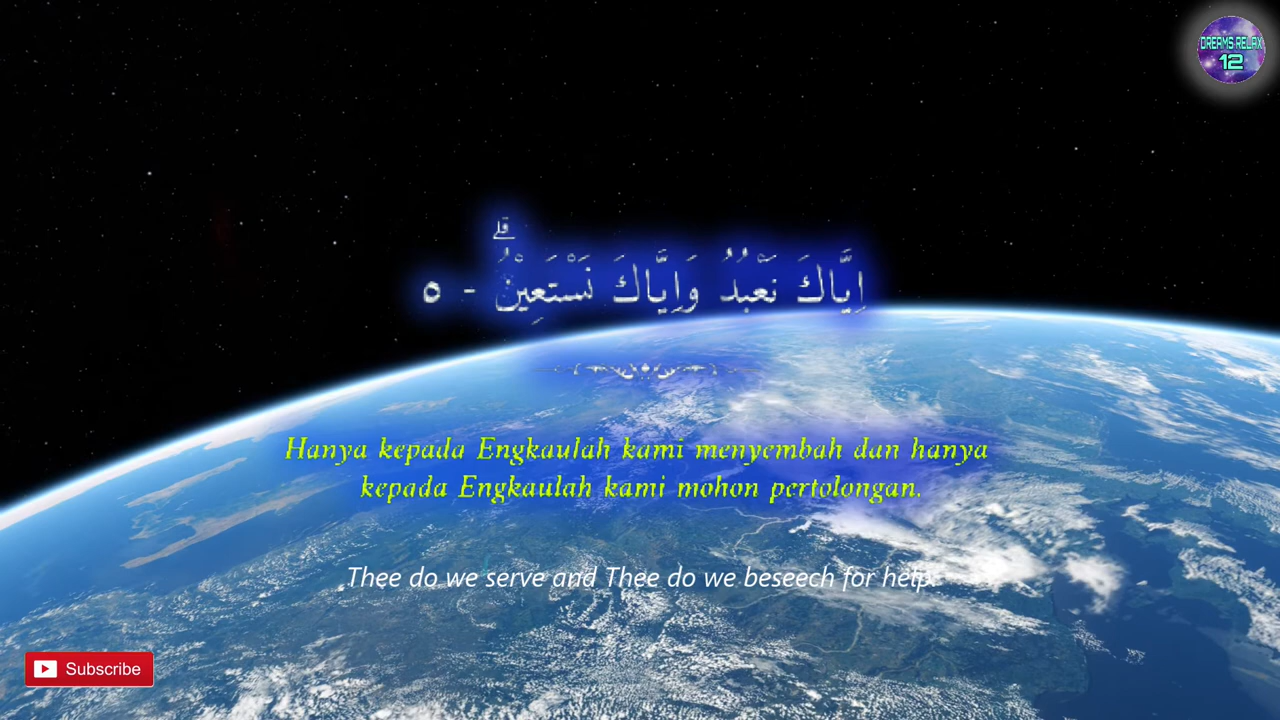 DREAMS RELAX
12
اِيَّاكَ نَعْبُدُ وَاِيَّاكَ نَسْتَعِيْنُۗ - ٥
Hanya kepada Engkaulah kami menyembah dan hanya
kepada Engkaulah kami mohon pertolongan.
Thee do we serve and Thee do we beseech for help.
Subscribe